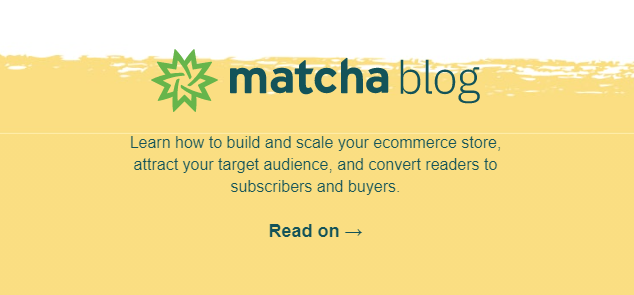 matcha blog
Learn how to build and scale your ecommerce store,
attract your target audience, and convert readers to
subscribers and buyers.
Read on →